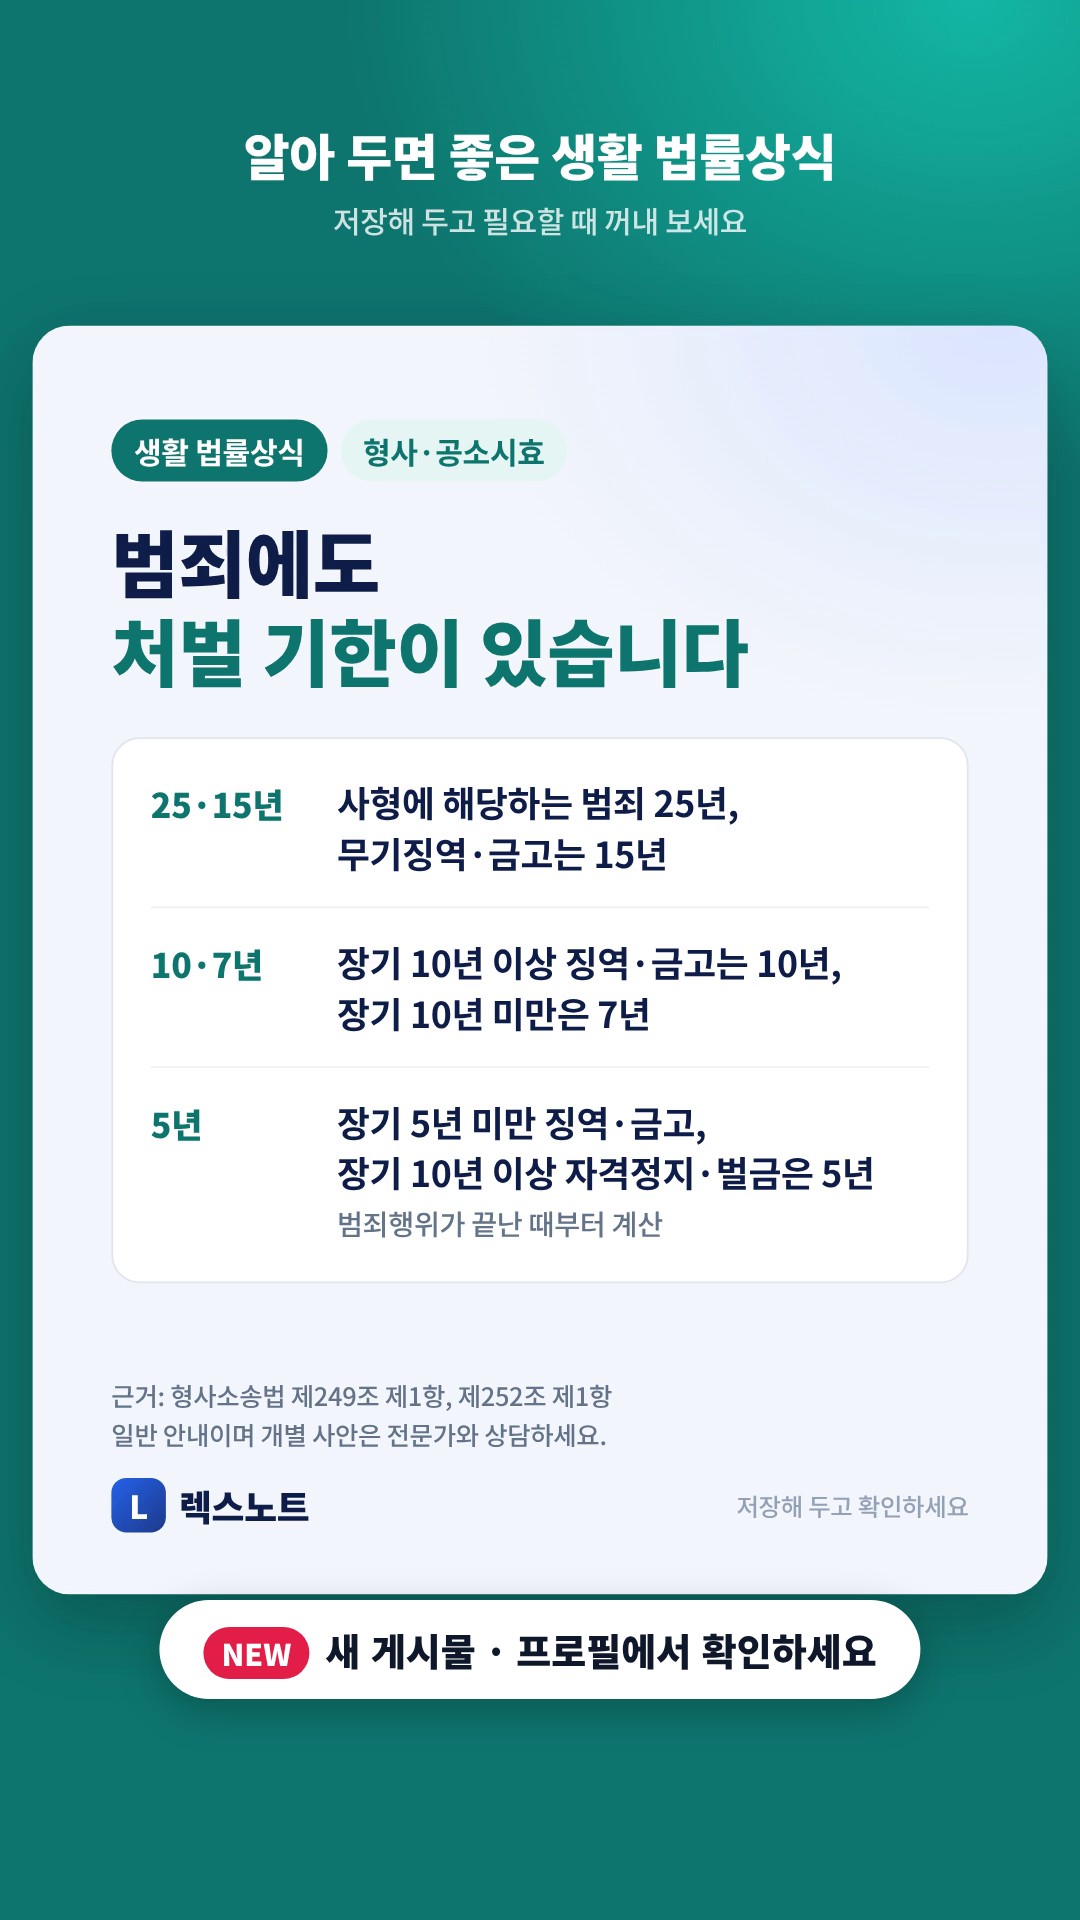 알아 두면 좋은 생활 법률상식
저장해 두고 필요할 때 꺼내 보세요
생활 법률상식
형사·공소시효
범죄에도
처벌 기한이 있습니다
25·15년
사형에 해당하는 범죄 25년,
무기징역·금고는 15년
10·7년
장기 10년 이상 징역·금고는 10년,
장기 10년 미만은 7년
5년
장기 5년 미만 징역·금고,
장기 10년 이상 자격정지·벌금은 5년
범죄행위가 끝난 때부터 계산
근거: 형사소송법 제249조 제1항, 제252조 제1항
일반 안내이며 개별 사안은 전문가와 상담하세요.
L 렉스노트
저장해 두고 확인하세요
NEW 새 게시물 · 프로필에서 확인하세요